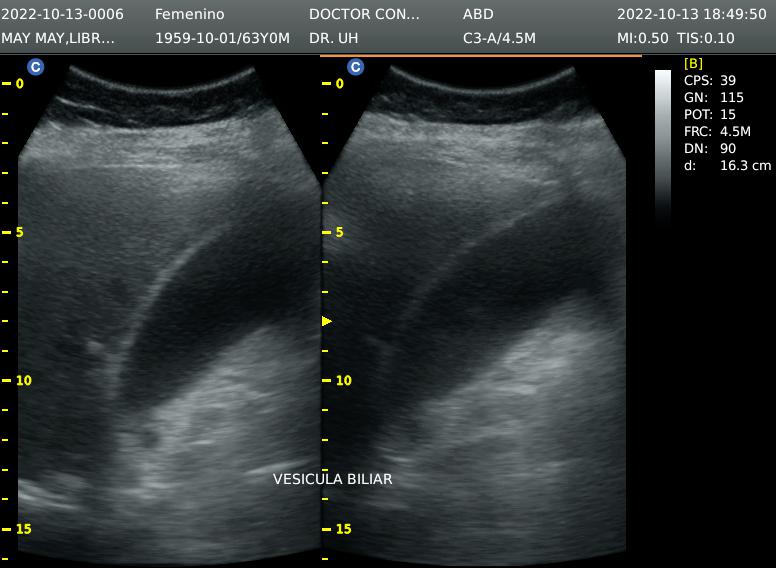 2022-10-13-0006 Femenino DOCTOR CON... ABD 2022-10-13 18:49:50
MAY MAY,LIBR... 1959-10-01/63Y0M DR. UH C3-A/4.5M MI:0.50 TIS:0.10
C C [B]
CPS: 39
GN: 115
POT: 15
FRC: 4.5M
DN: 90
d: 16.3 cm
0 0
5 5
10 10
VESICULA BILIAR
15 15